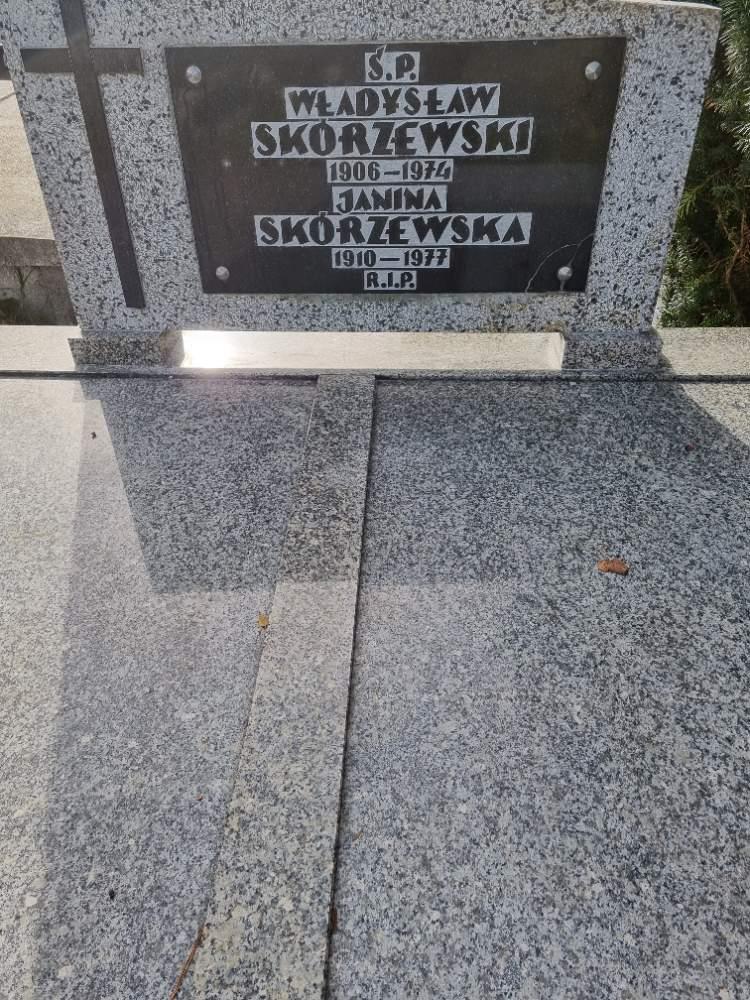 Ś.P.
WŁADYSŁAW
SKÓRZEWSKI
1906–1974
JANINA
SKÓRZEWSKA
1910–1977
R.I.P.